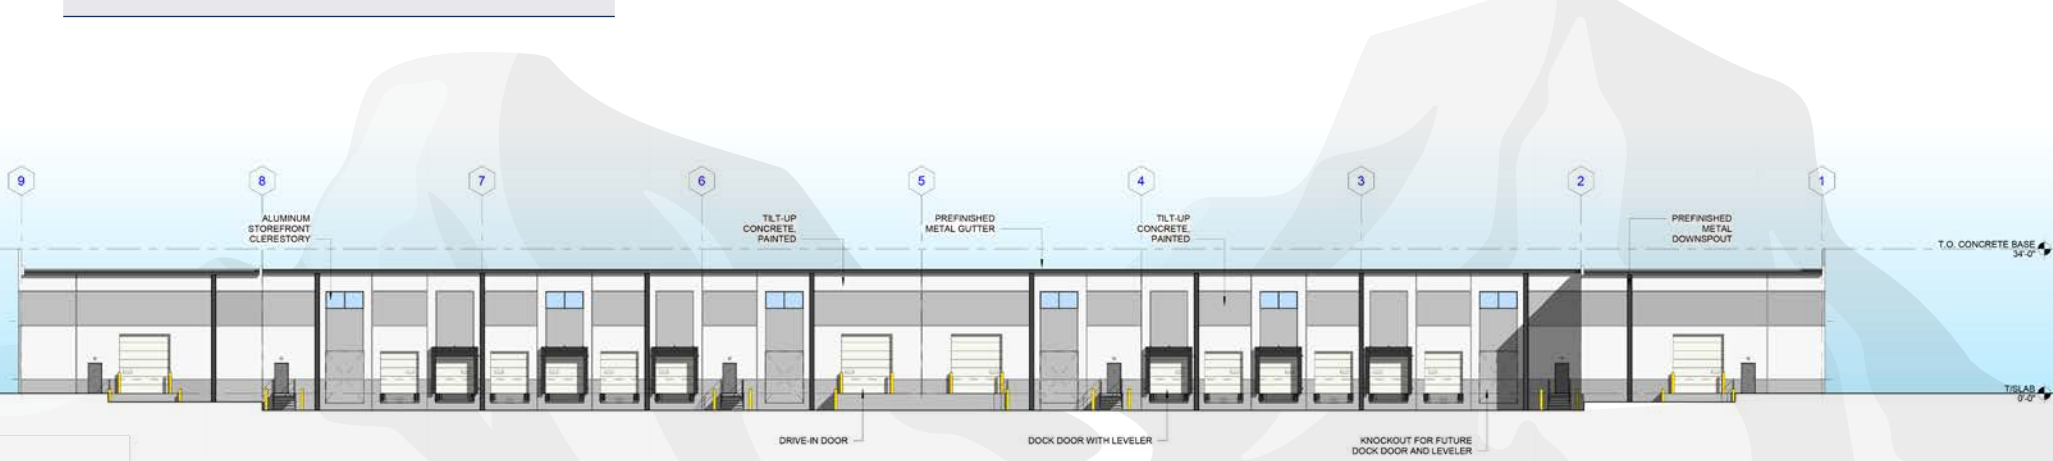 9
8
7
6
5
4
3
2
1
ALUMINUM
STOREFRONT
CLERESTORY
TILT-UP
CONCRETE,
PAINTED
PREFINISHED
METAL GUTTER
TILT-UP
CONCRETE,
PAINTED
PREFINISHED
METAL
DOWNSPOUT
T.O. CONCRETE BASE
34'-0"
T/SLAB
0'-0"
DRIVE-IN DOOR
DOCK DOOR WITH LEVELER
KNOCKOUT FOR FUTURE
DOCK DOOR AND LEVELER